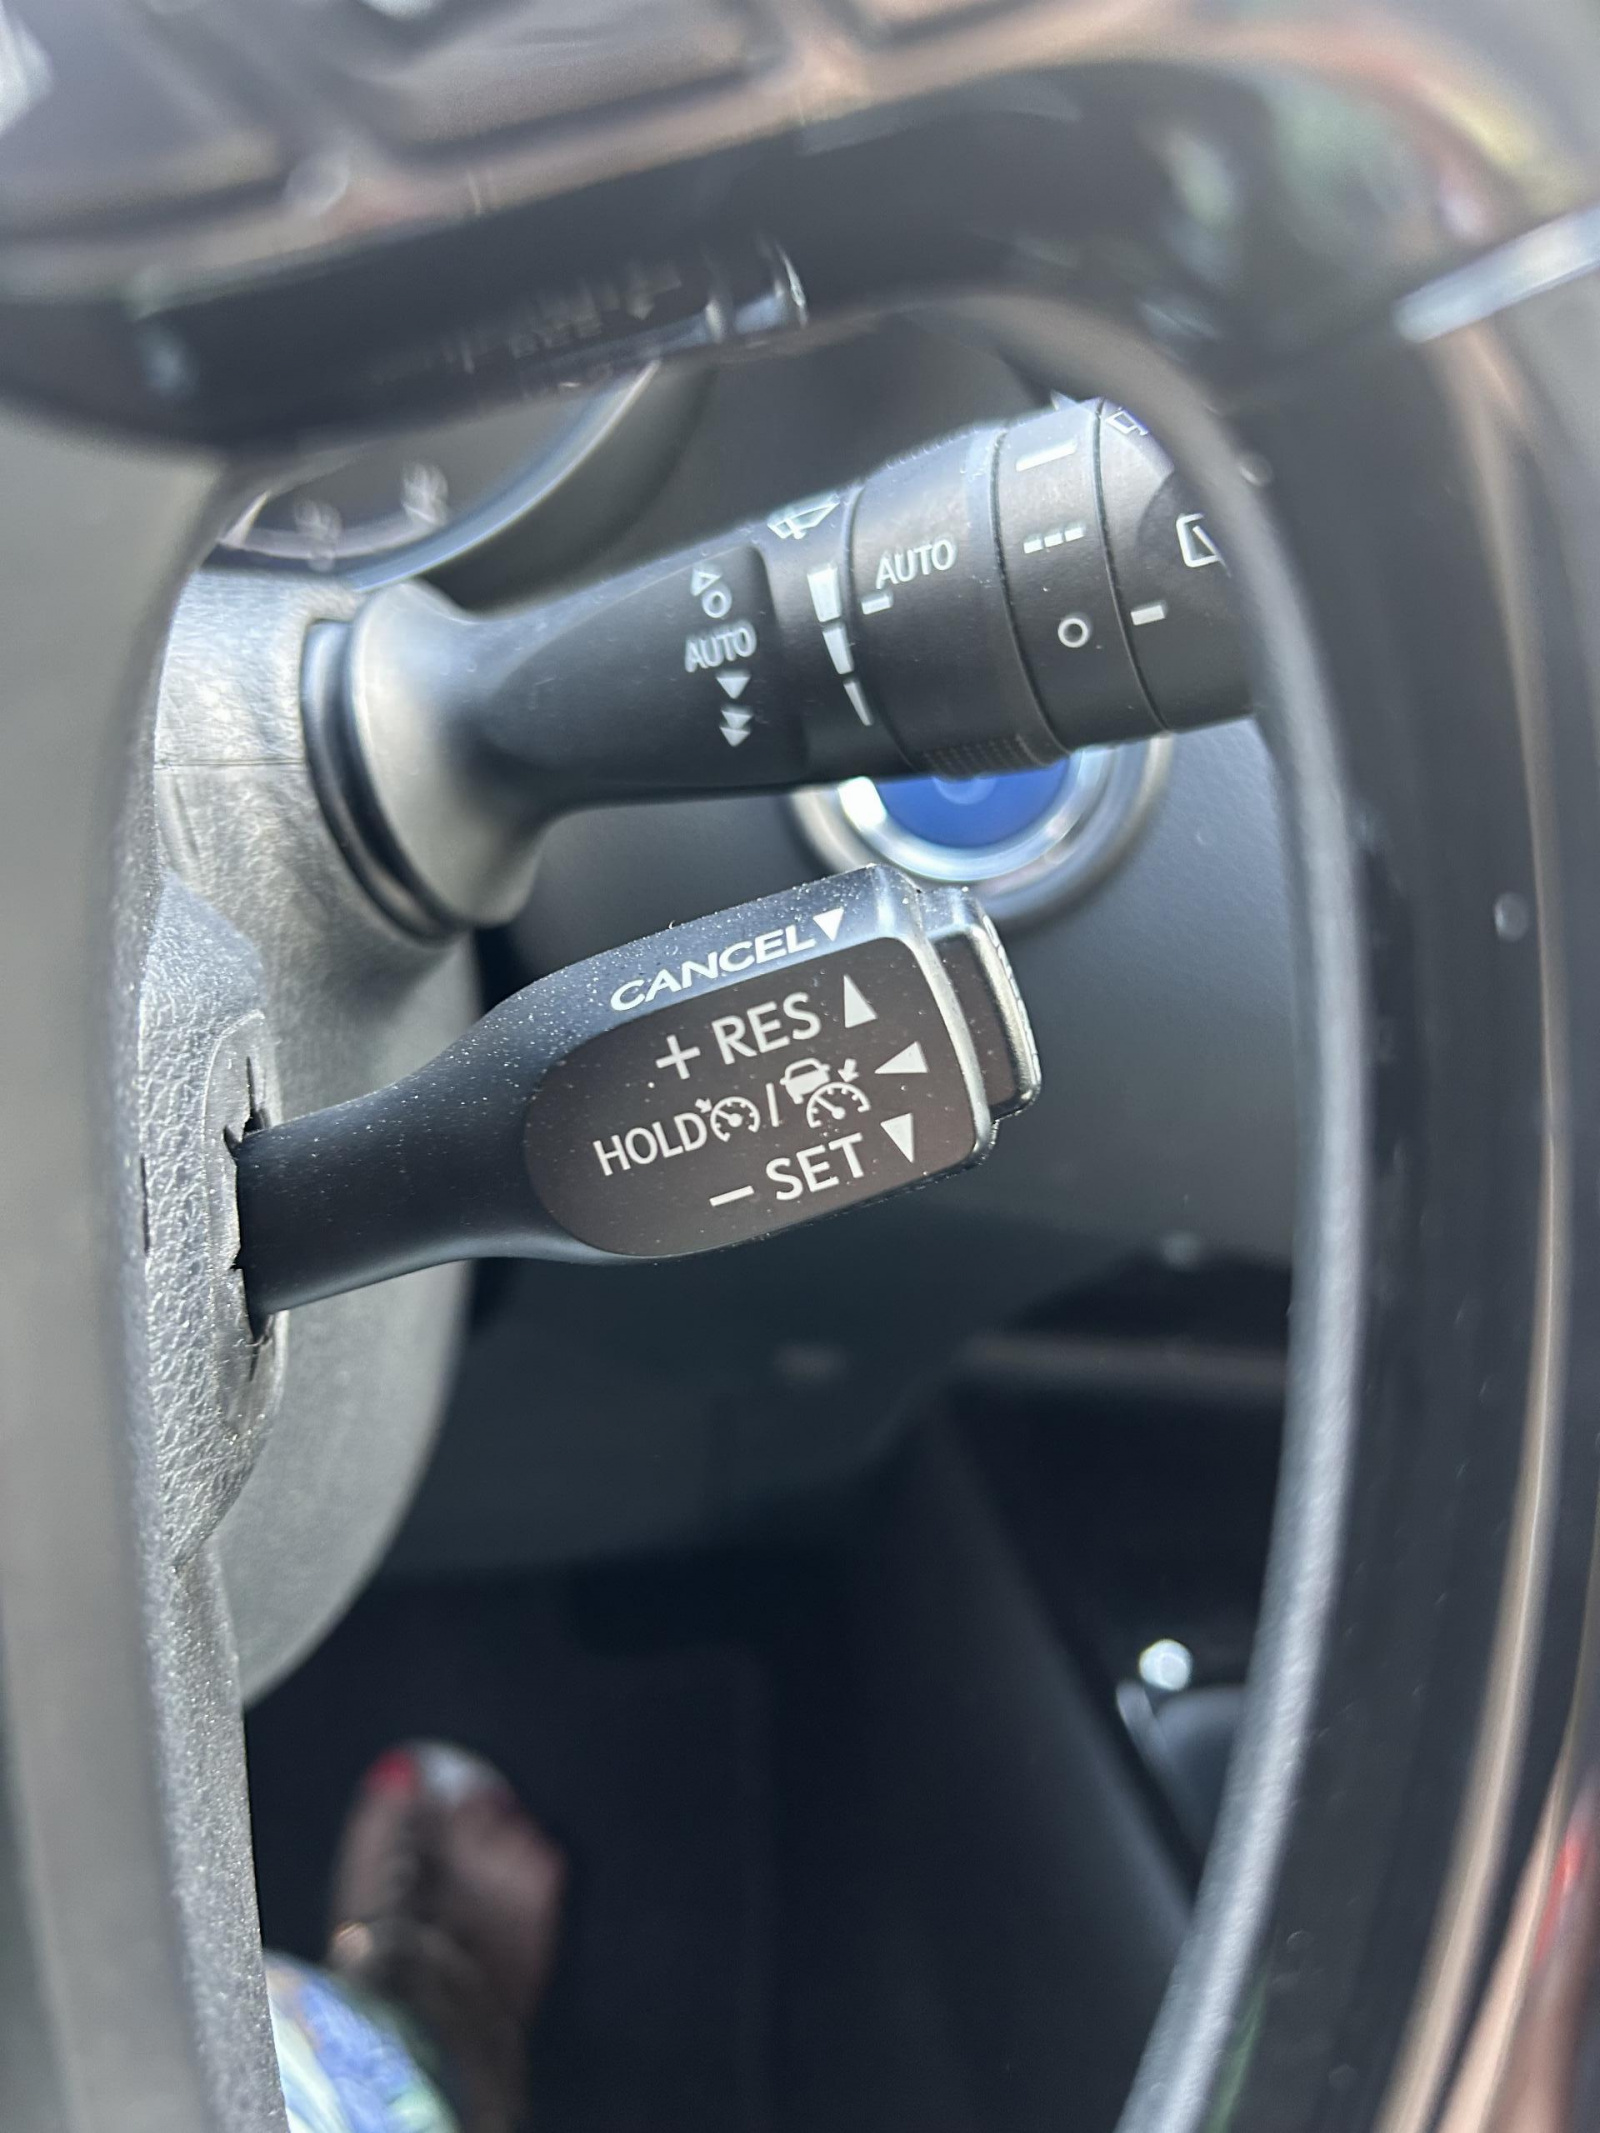 AUTO
AUTO
CANCEL
+ RES
HOLD /
− SET